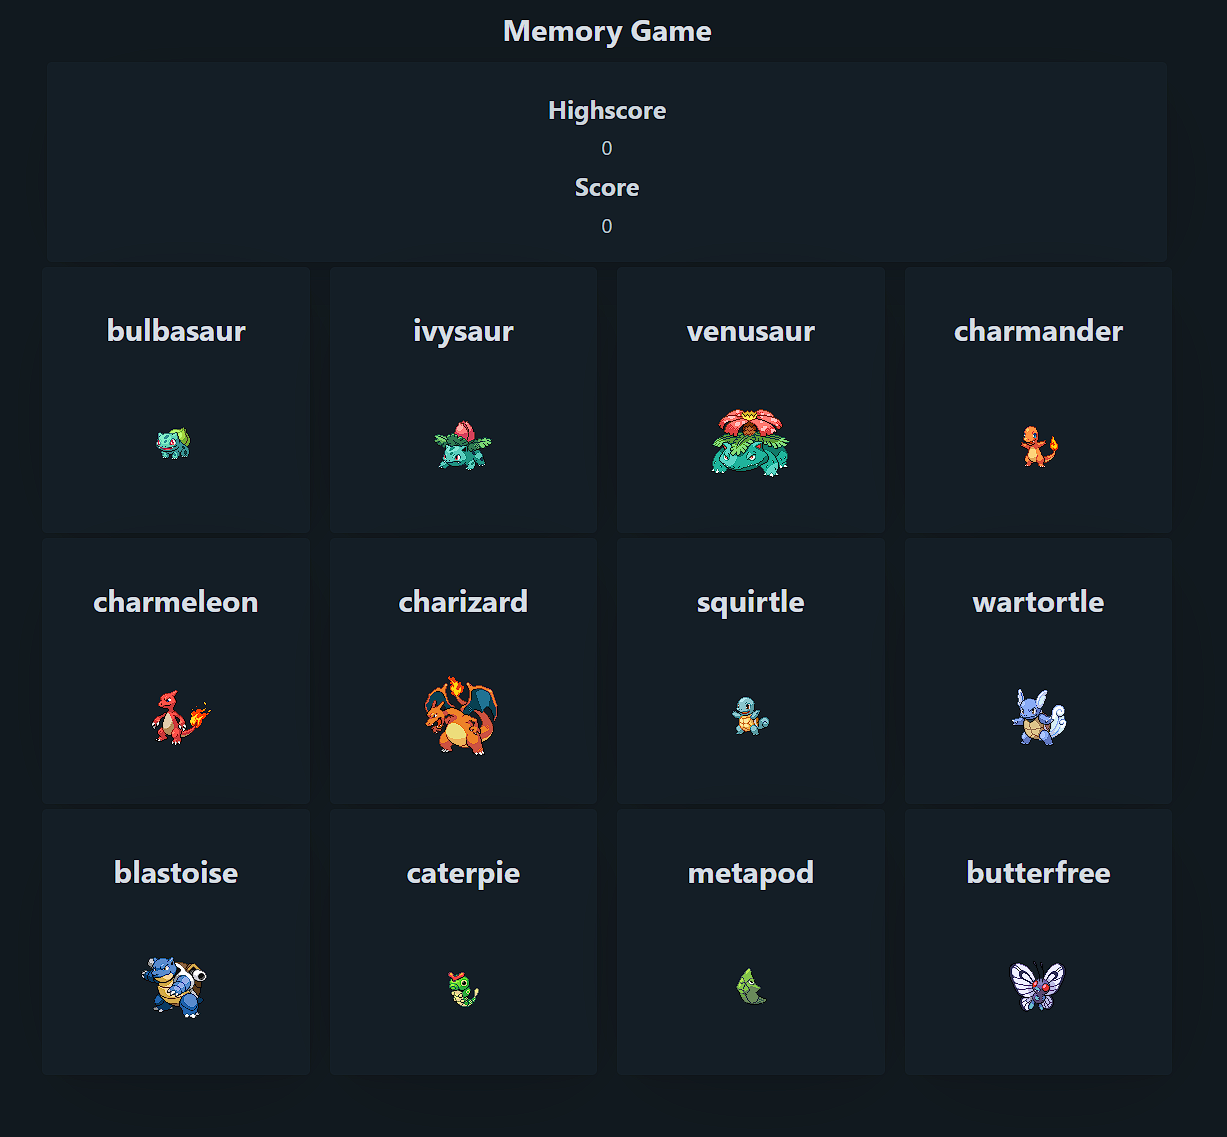 Memory Game
Highscore
0
Score
0
bulbasaur
ivysaur
venusaur
charmander
charmeleon
charizard
squirtle
wartortle
blastoise
caterpie
metapod
butterfree